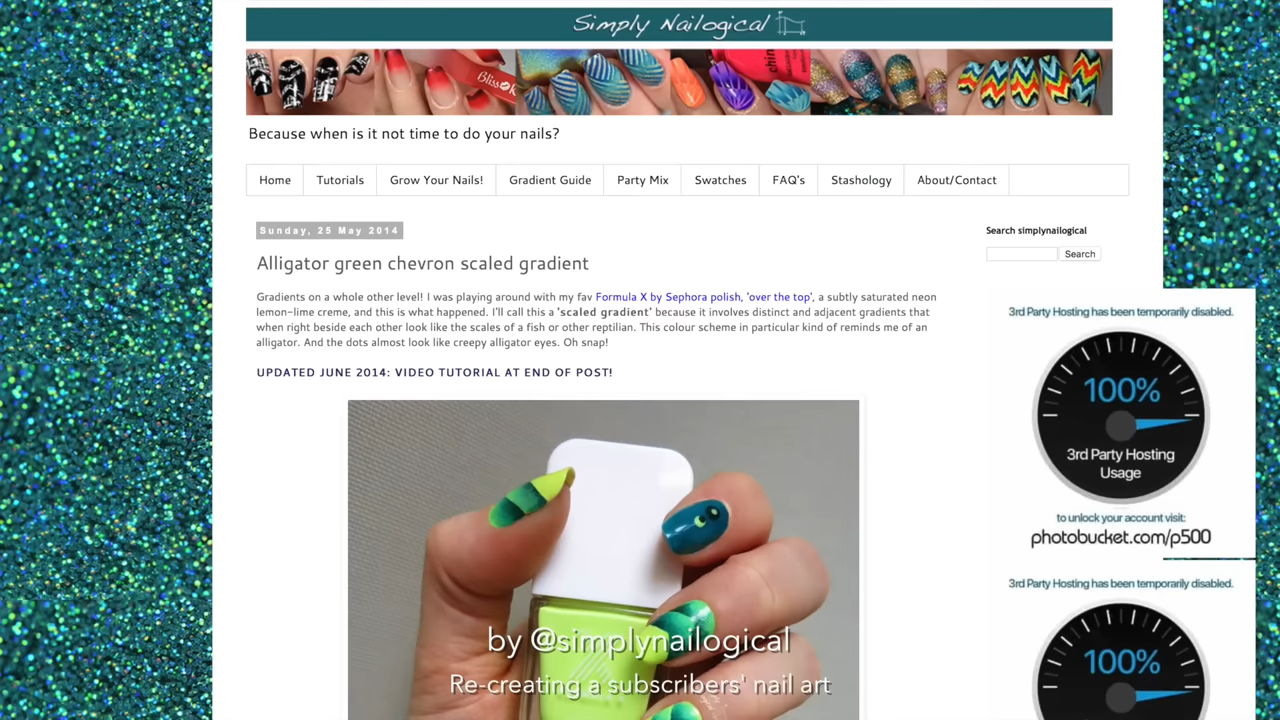 Simply Nailogical
BlissOK
Because when is it not time to do your nails?
Home Tutorials Grow Your Nails! Gradient Guide Party Mix Swatches FAQ's Stashology About/Contact
Sunday, 25 May 2014
Search simplynailogical
Search
Alligator green chevron scaled gradient
Gradients on a whole other level! I was playing around with my fav Formula X by Sephora polish, 'over the top', a subtly saturated neon
lemon-lime creme, and this is what happened. I'll call this a 'scaled gradient' because it involves distinct and adjacent gradients that
when right beside each other look like the scales of a fish or other reptilian. This colour scheme in particular kind of reminds me of an
alligator. And the dots almost look like creepy alligator eyes. Oh snap!
UPDATED JUNE 2014: VIDEO TUTORIAL AT END OF POST!
3rd Party Hosting has been temporarily disabled.
100%
3rd Party Hosting
Usage
to unlock your account visit:
photobucket.com/p500
3rd Party Hosting has been temporarily disabled.
100%
by @simplynailogical
Re-creating a subscribers' nail art